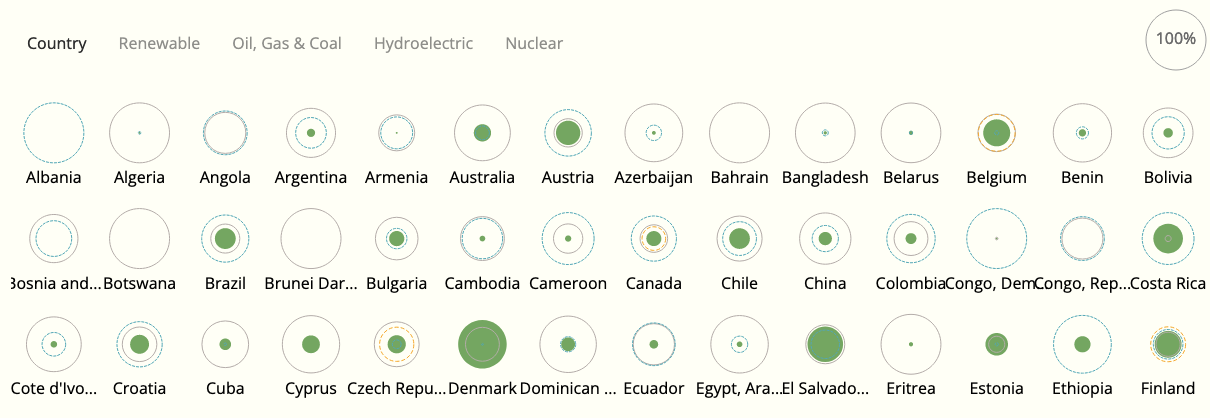 Country Renewable Oil, Gas & Coal Hydroelectric Nuclear 100%
Albania Algeria Angola Argentina Armenia Australia Austria Azerbaijan Bahrain Bangladesh Belarus Belgium Benin Bolivia
Bosnia and... Botswana Brazil Brunei Dar... Bulgaria Cambodia Cameroon Canada Chile China Colombia Congo, Dem... Congo, Rep... Costa Rica
Cote d'Ivo... Croatia Cuba Cyprus Czech Repu... Denmark Dominican ... Ecuador Egypt, Ara... El Salvado... Eritrea Estonia Ethiopia Finland